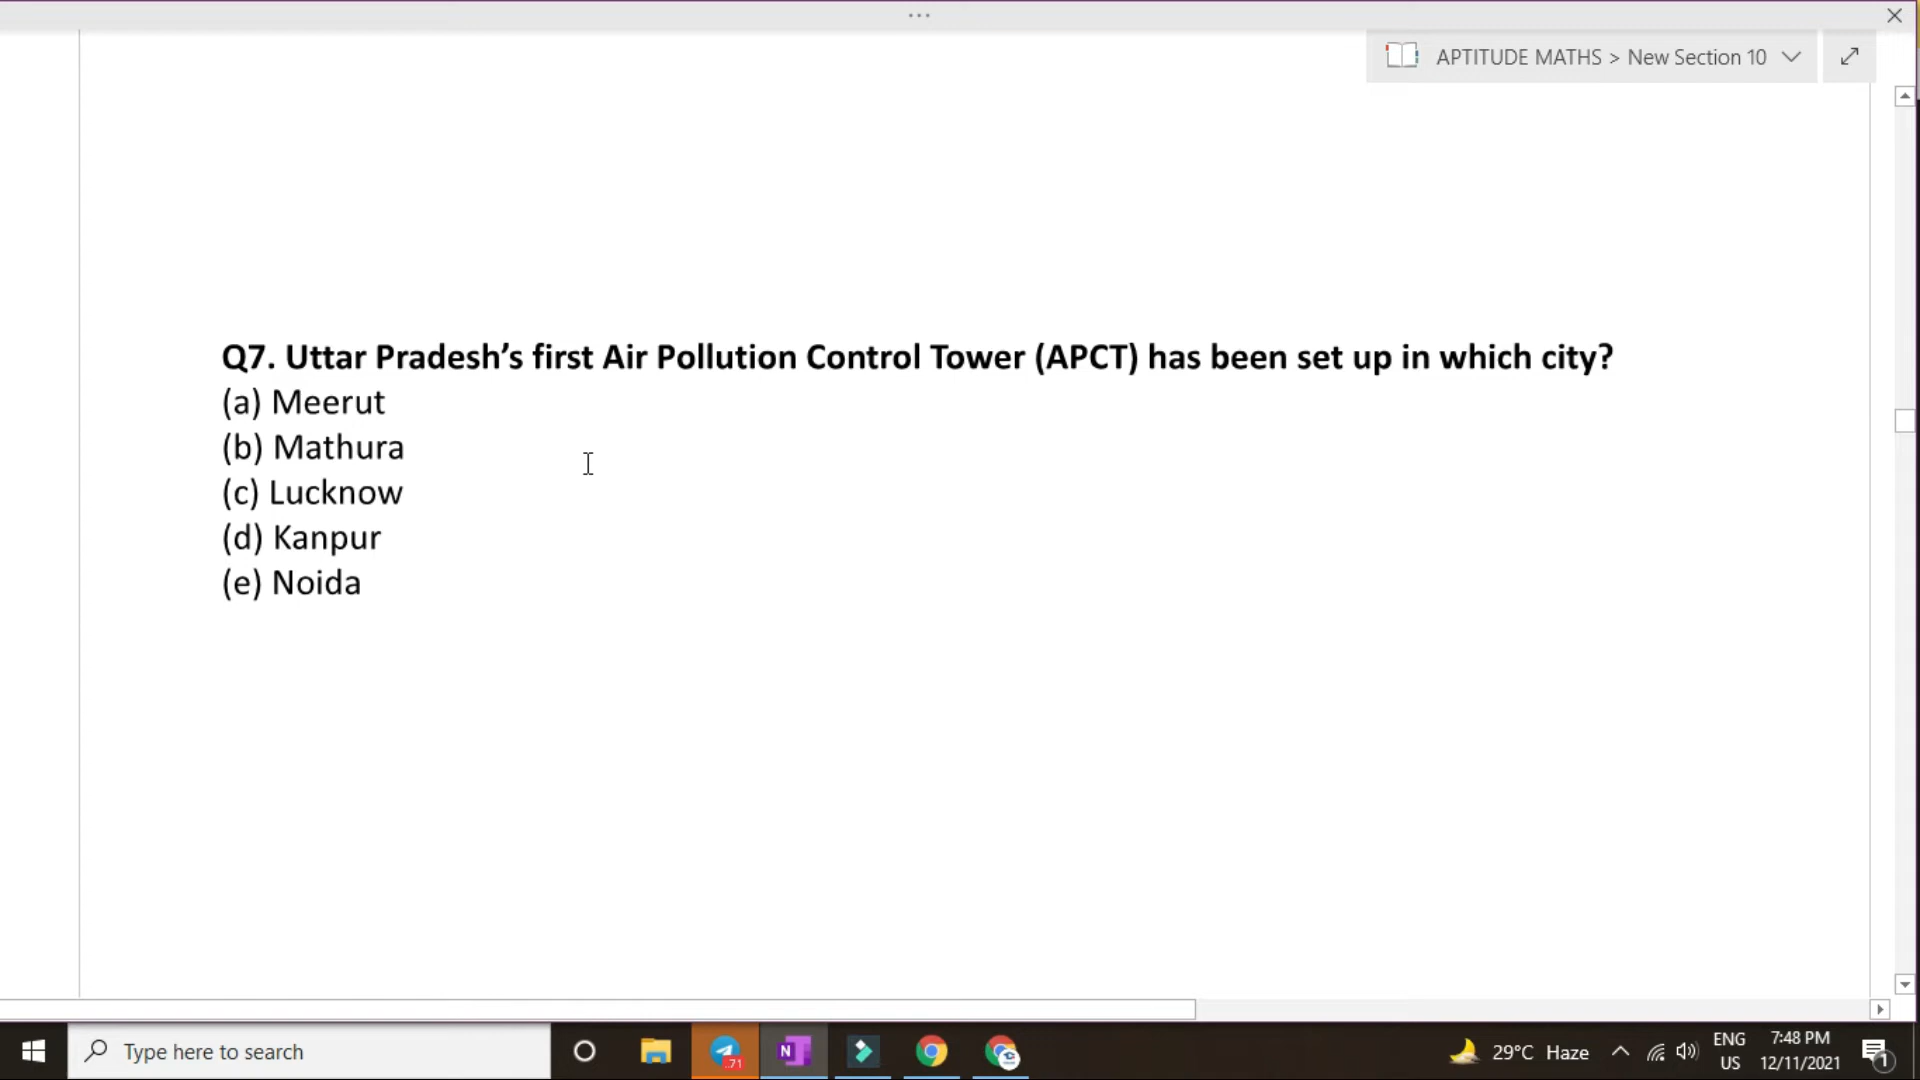 ...
APTITUDE MATHS > New Section 10
Q7. Uttar Pradesh’s first Air Pollution Control Tower (APCT) has been set up in which city?
(a) Meerut
(b) Mathura
(c) Lucknow
(d) Kanpur
(e) Noida
Type here to search
71
N
29°C Haze
ENG
US
7:48 PM
12/11/2021
1